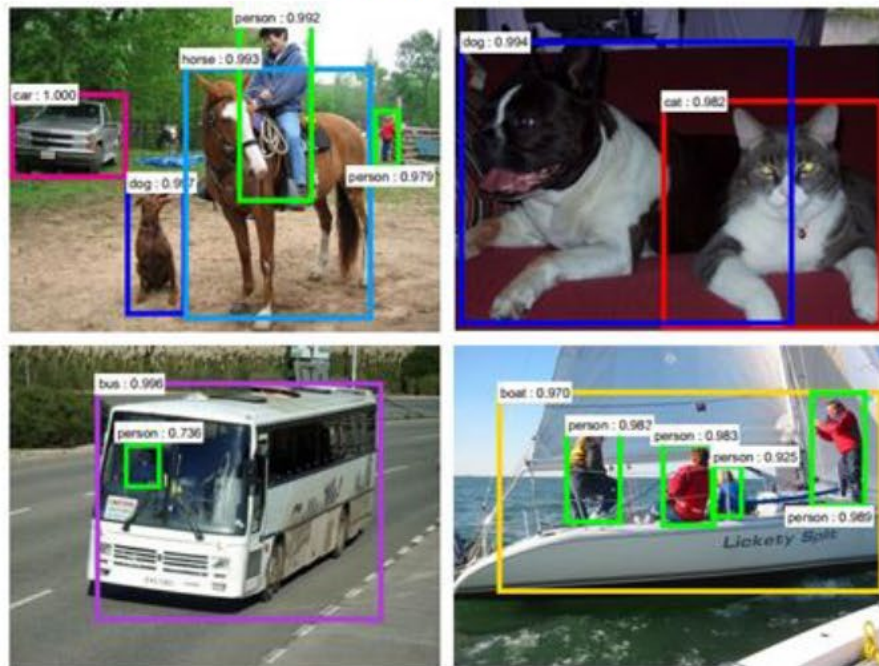 person : 0.992
horse : 0.993
car : 1.000
dog : 0.997
person : 0.979
dog : 0.994
cat : 0.982
bus : 0.996
person : 0.736
boat : 0.970
person : 0.982
person : 0.983
person : 0.925
person : 0.989
Lickety Split